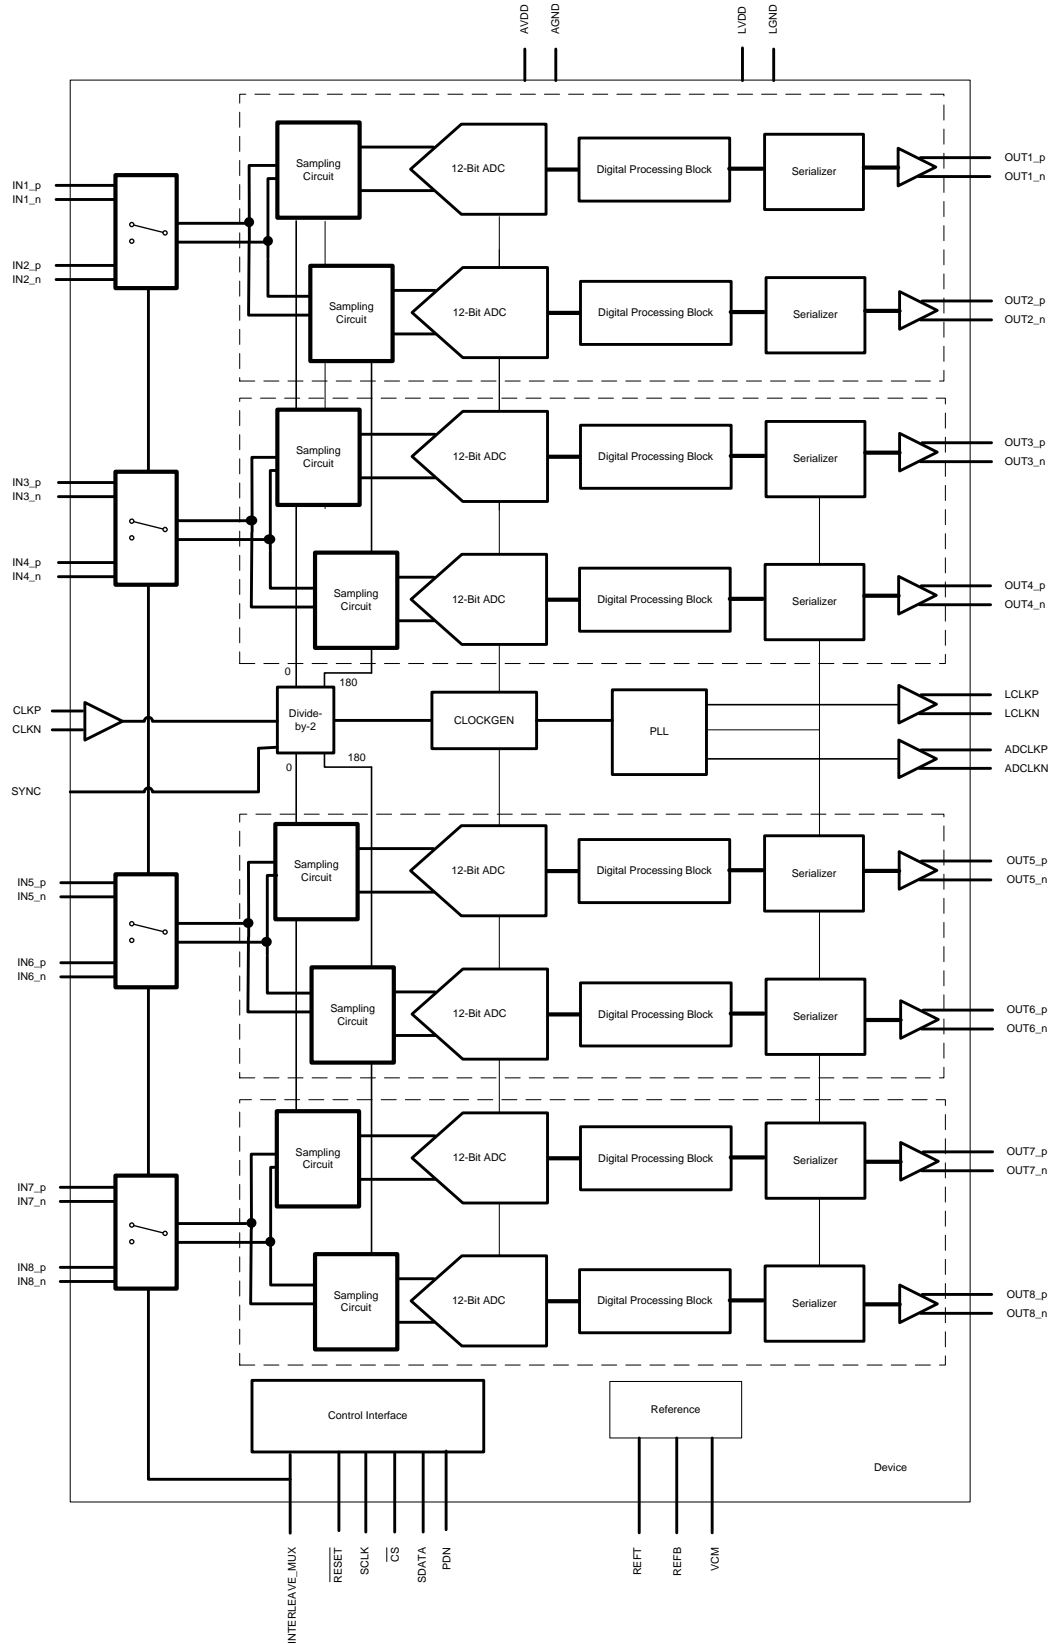 AVDD
AGND
LVDD
LGND
IN1_p
IN1_n
IN2_p
IN2_n
Sampling
Circuit
12-Bit ADC
Digital Processing Block
Serializer
OUT1_p
OUT1_n
Sampling
Circuit
12-Bit ADC
Digital Processing Block
Serializer
OUT2_p
OUT2_n
IN3_p
IN3_n
IN4_p
IN4_n
Sampling
Circuit
12-Bit ADC
Digital Processing Block
Serializer
OUT3_p
OUT3_n
Sampling
Circuit
12-Bit ADC
Digital Processing Block
Serializer
OUT4_p
OUT4_n
0
180
CLKP
CLKN
Divide-
by-2
CLOCKGEN
PLL
LCLKP
LCLKN
ADCLKP
ADCLKN
0
180
SYNC
IN5_p
IN5_n
IN6_p
IN6_n
Sampling
Circuit
12-Bit ADC
Digital Processing Block
Serializer
OUT5_p
OUT5_n
Sampling
Circuit
12-Bit ADC
Digital Processing Block
Serializer
OUT6_p
OUT6_n
IN7_p
IN7_n
IN8_p
IN8_n
Sampling
Circuit
12-Bit ADC
Digital Processing Block
Serializer
OUT7_p
OUT7_n
Sampling
Circuit
12-Bit ADC
Digital Processing Block
Serializer
OUT8_p
OUT8_n
Control Interface
Reference
Device
INTERLEAVE_MUX
RESET
SCLK
CS
SDATA
PDN
REFT
REFB
VCM